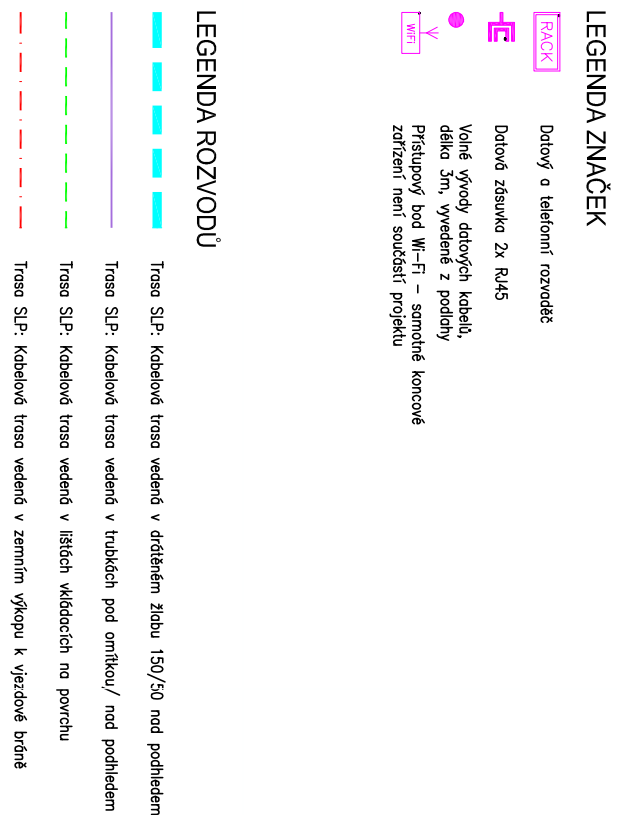 LEGENDA ZNAČEK
RACK
Datový a telefonní rozvaděč
Datová zásuvka 2x RJ45
Volné vývody datových kabelů,
délka 3m, vyvedené z podlahy
WiFi
Přístupový bod Wi-Fi – samotné koncové
zařízení není součástí projektu
LEGENDA ROZVODŮ
Trasa SLP: Kabelová trasa vedená v drátěném žlabu 150/50 nad podhledem
Trasa SLP: Kabelová trasa vedená v trubkách pod omítkou/ nad podhledem
Trasa SLP: Kabelová trasa vedená v lištách vkládacích na povrchu
Trasa SLP: Kabelová trasa vedená v zemním výkopu k vjezdové bráně